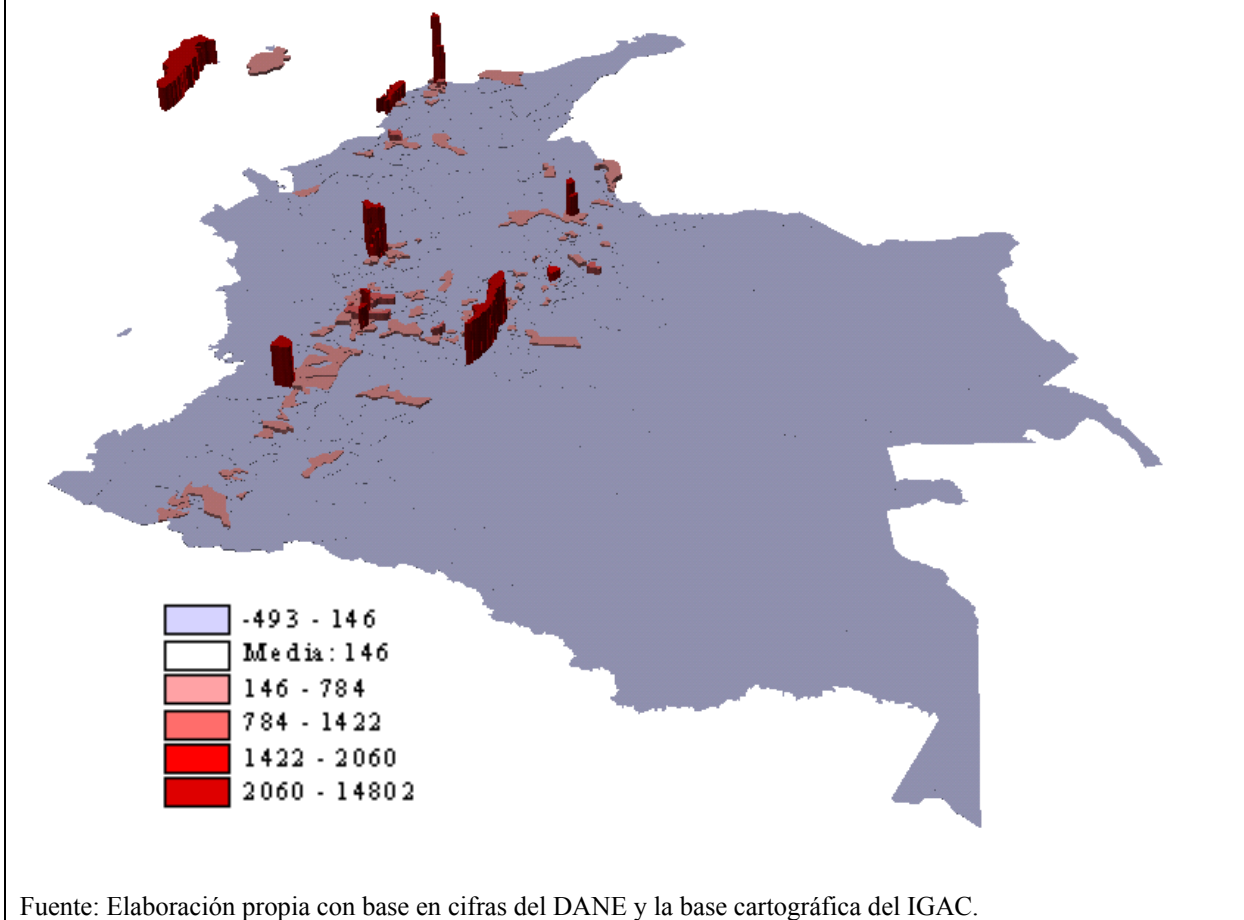 -493 - 146
Media: 146
146 - 784
784 - 1422
1422 - 2060
2060 - 14802
Fuente: Elaboración propia con base en cifras del DANE y la base cartográfica del IGAC.